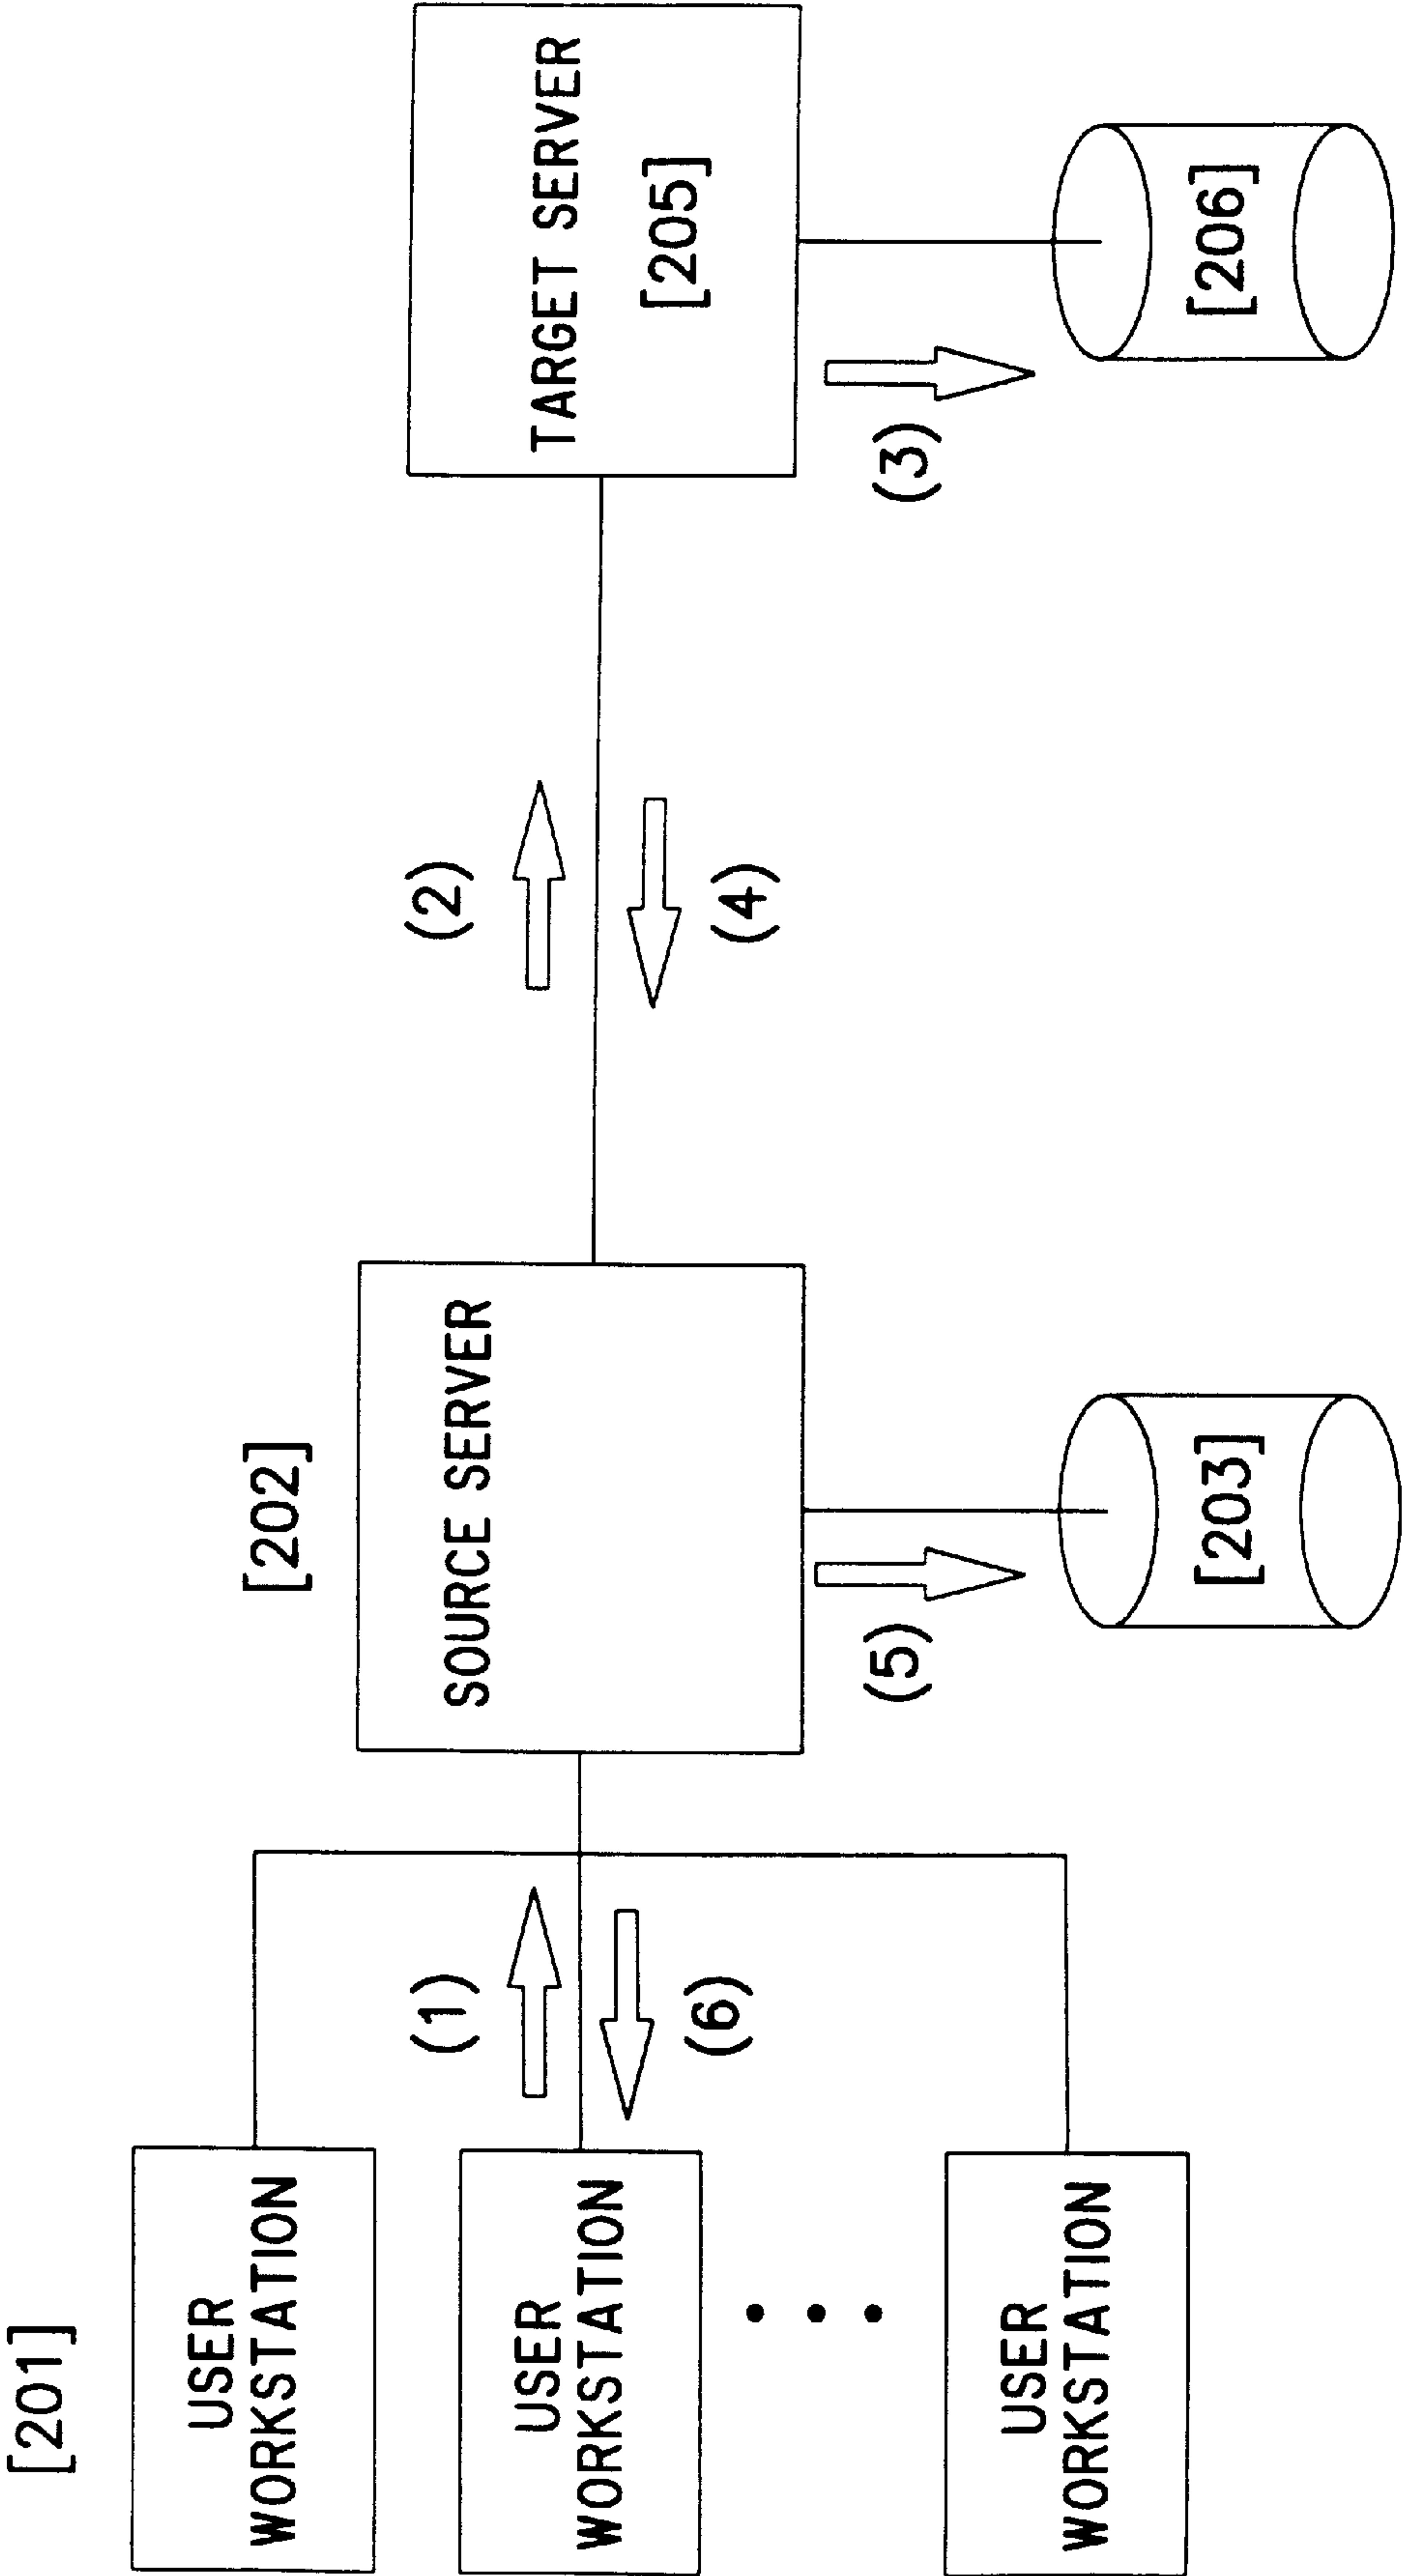 [201]
USER
WORKSTATION
USER
WORKSTATION
USER
WORKSTATION
(1)
(6)
[202]
SOURCE SERVER
(5)
[203]
(2)
(4)
TARGET SERVER
[205]
(3)
[206]